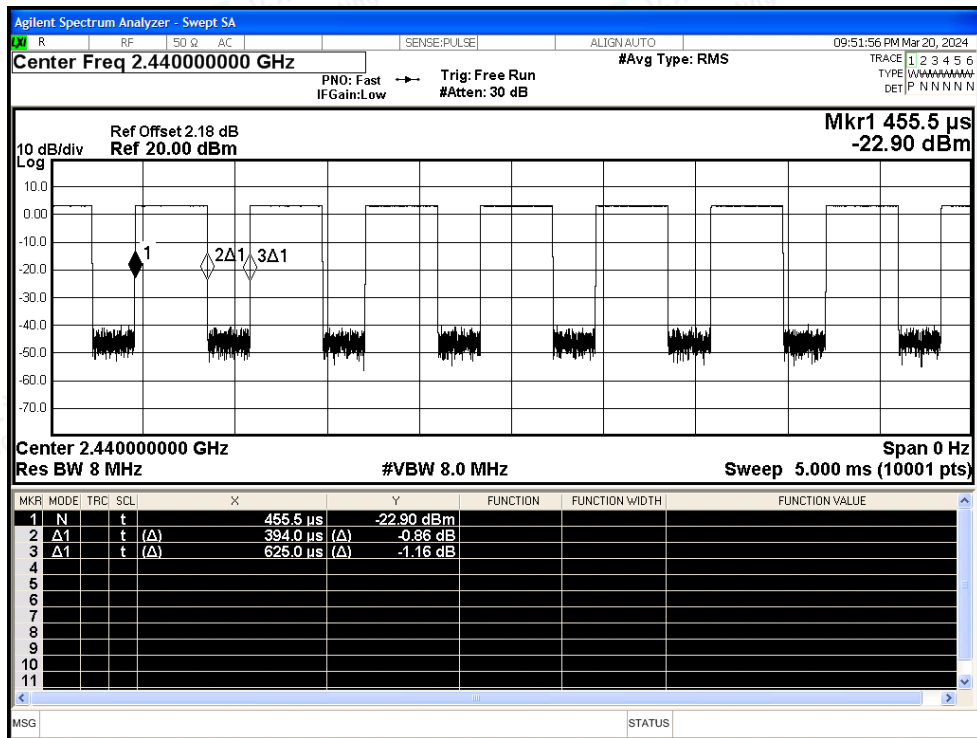 Agilent Spectrum Analyzer - Swept SA
LXI R RF 50 Ω AC SENSE:PULSE ALIGN AUTO 09:51:56 PM Mar 20, 2024
Center Freq 2.440000000 GHz #Avg Type: RMS TRACE 1 2 3 4 5 6
PNO: Fast Trig: Free Run TYPE WWWWWW
IFGain:Low #Atten: 30 dB DET P N N N N N
Mkr1 455.5 µs
Ref Offset 2.18 dB
10 dB/div Ref 20.00 dBm -22.90 dBm
Log
10.0
0.00
-10.0
1 2Δ1 3Δ1
-20.0
-30.0
-40.0
-50.0
-60.0
-70.0
Center 2.440000000 GHz Span 0 Hz
Res BW 8 MHz #VBW 8.0 MHz Sweep 5.000 ms (10001 pts)
MKR MODE TRC SCL X Y FUNCTION FUNCTION WIDTH FUNCTION VALUE
1 N t 455.5 µs -22.90 dBm
2 Δ1 t (Δ) 394.0 µs (Δ) -0.86 dB
3 Δ1 t (Δ) 625.0 µs (Δ) -1.16 dB
4
5
6
7
8
9
10
11
MSG STATUS